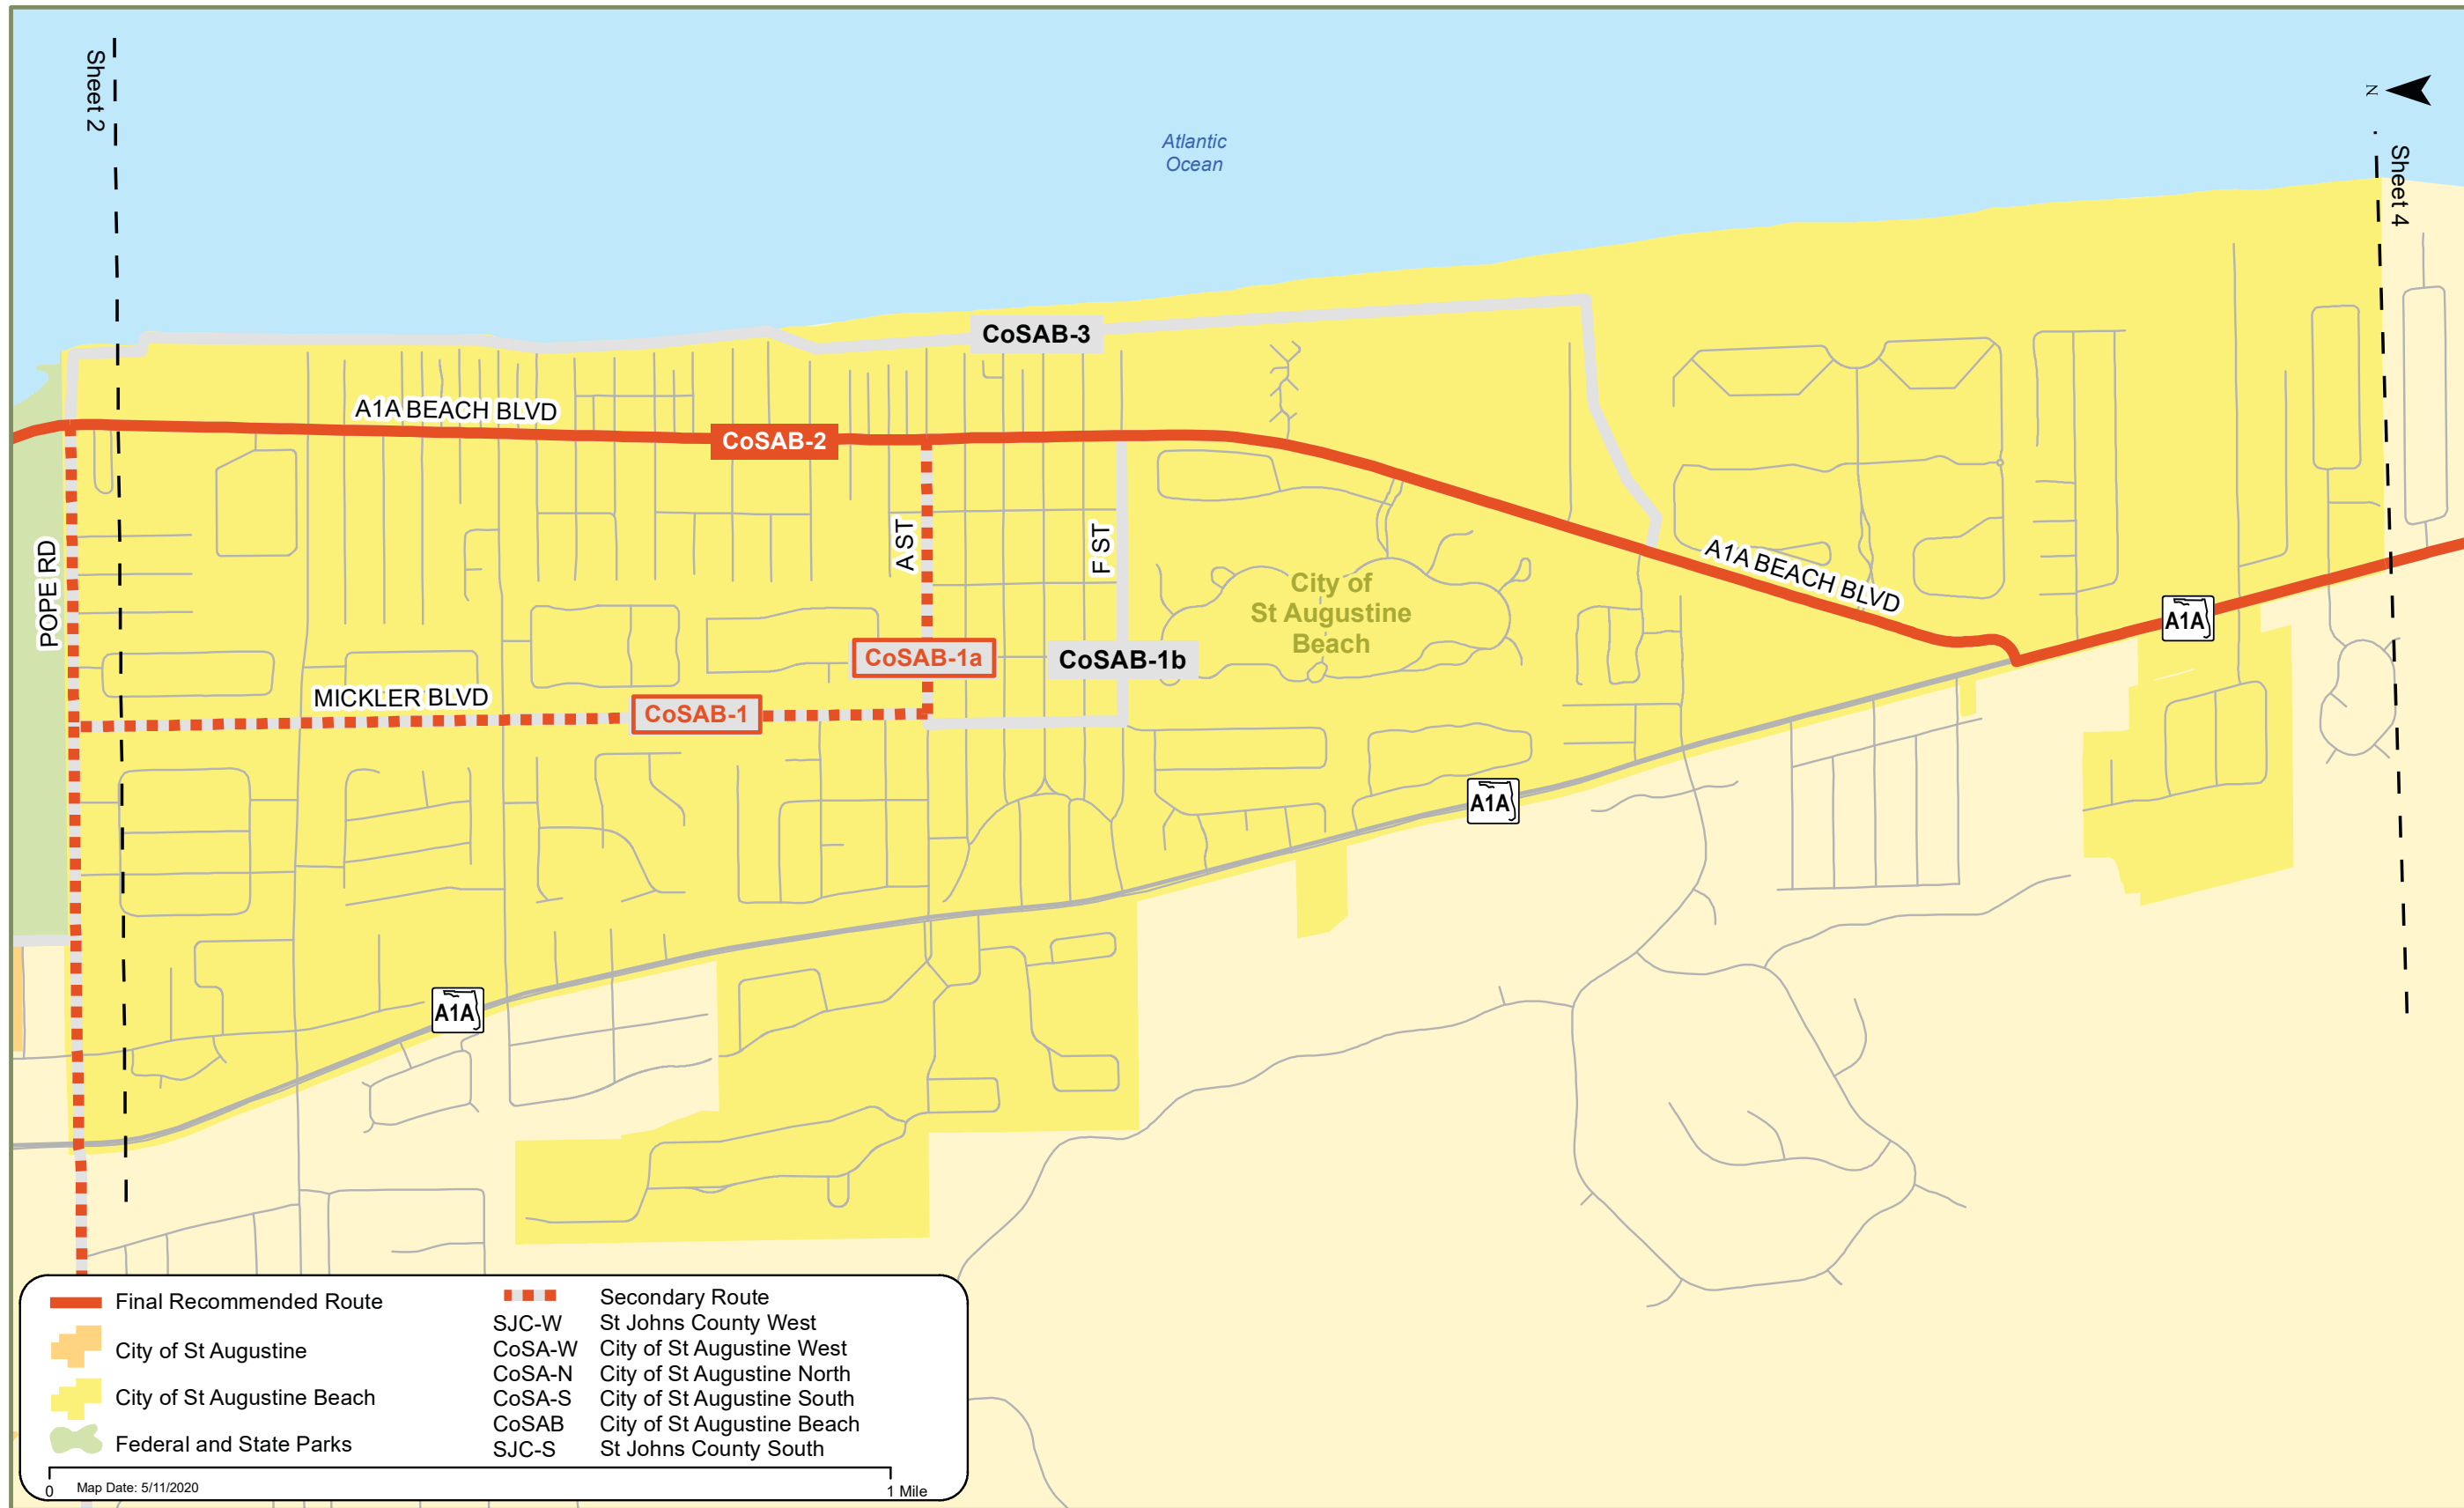 Sheet 2
N
Sheet 4
Atlantic
Ocean
CoSAB-3
A1A BEACH BLVD
CoSAB-2
A ST
F ST
POPE RD
A1A BEACH BLVD
City of
St Augustine
Beach
A1A
CoSAB-1a
CoSAB-1b
MICKLER BLVD
CoSAB-1
A1A
A1A
Final Recommended Route
City of St Augustine
City of St Augustine Beach
Federal and State Parks
Secondary Route
SJC-W St Johns County West
CoSA-W City of St Augustine West
CoSA-N City of St Augustine North
CoSA-S City of St Augustine South
CoSAB City of St Augustine Beach
SJC-S St Johns County South
0 Map Date: 5/11/2020 1 Mile